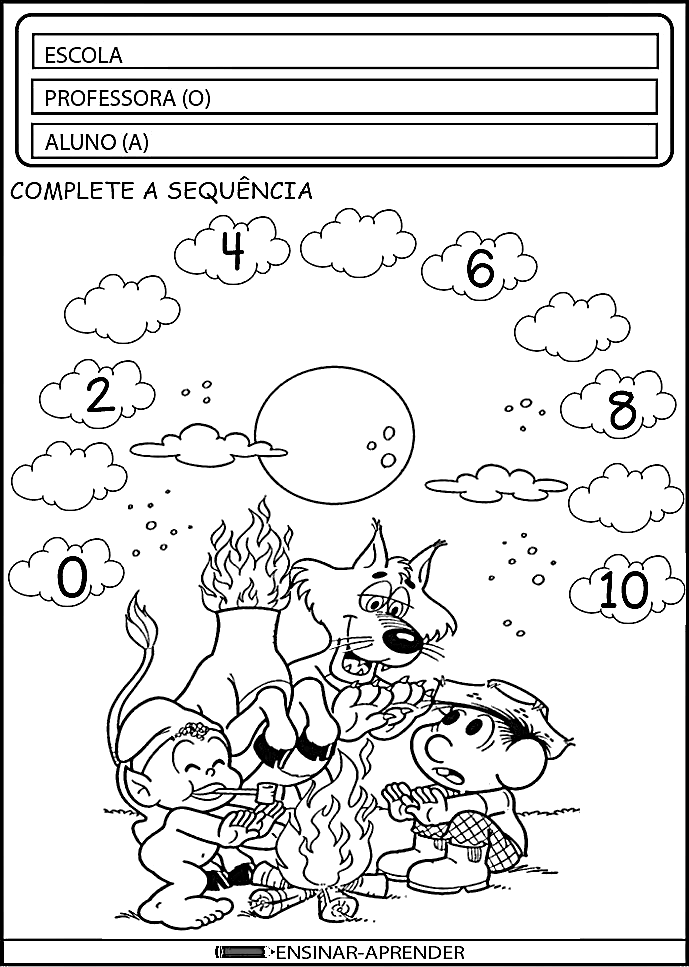 ESCOLA
PROFESSORA (O)
ALUNO (A)
COMPLETE A SEQUÊNCIA
4
6
2
8
0
10
ENSINAR-APRENDER